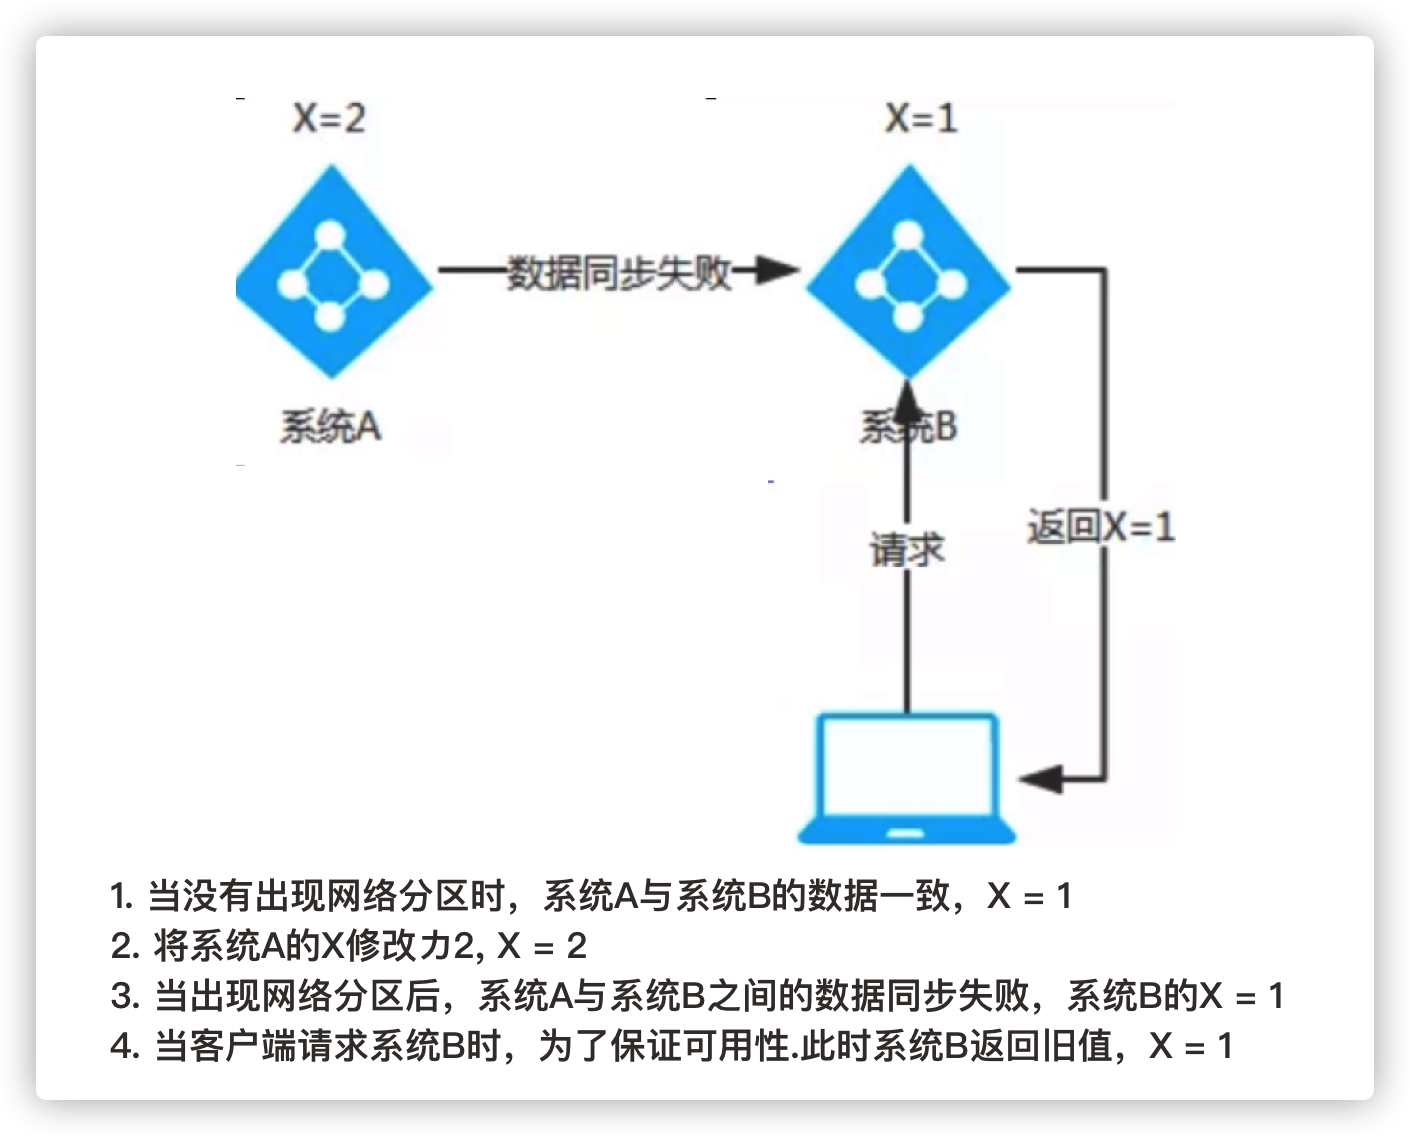 X=2
X=1
数据同步失败
系统A
系统B
请求
返回X=1
1. 当没有出现网络分区时，系统A与系统B的数据一致，X = 1
2. 将系统A的X修改力2, X = 2
3. 当出现网络分区后，系统A与系统B之间的数据同步失败，系统B的X = 1
4. 当客户端请求系统B时，为了保证可用性.此时系统B返回旧值，X = 1